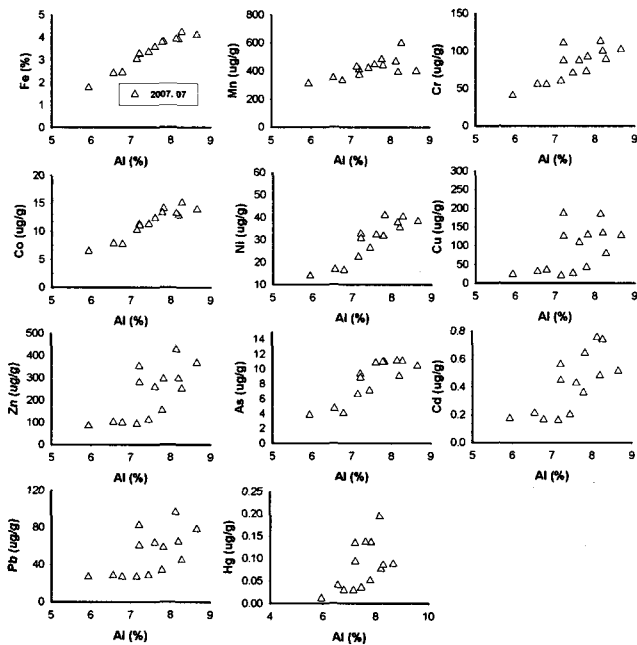 5
4
3
2
1
0
5 6 7 8 9
Fe (%)
Al (%)
2007.07
800
600
400
200
0
5 6 7 8 9
Mn (ug/g)
Al (%)
150
100
50
0
5 6 7 8 9
Cr (ug/g)
Al (%)
20
15
10
5
0
5 6 7 8 9
Co (ug/g)
Al (%)
50
40
30
20
10
5 6 7 8 9
Ni (ug/g)
Al (%)
300
250
200
150
100
50
0
5 6 7 8 9
Cu (ug/g)
Al (%)
500
400
300
200
100
0
5 6 7 8 9
Zn (ug/g)
Al (%)
14
12
10
8
6
4
2
0
5 6 7 8 9
As (ug/g)
Al (%)
0.8
0.6
0.4
0.2
0.0
5 6 7 8 9
Cd (ug/g)
Al (%)
120
80
40
0
5 6 7 8 9
Pb (ug/g)
Al (%)
0.25
0.20
0.15
0.10
0.05
0.00
4 6 8 10
Hg (ug/g)
Al (%)